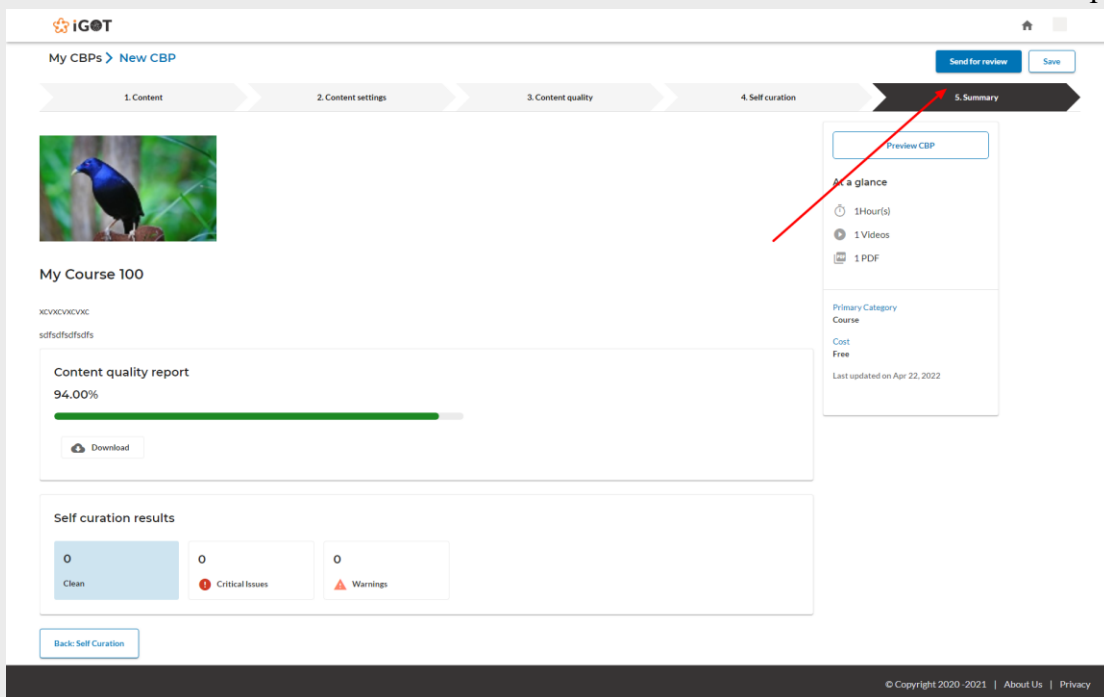 iGOT
My CBPs > New CBP
Send for review
Save
1. Content
2. Content settings
3. Content quality
4. Self curation
5. Summary
Preview CBP
At a glance
1Hour(s)
1 Videos
1 PDF
Primary Category
Course
Cost
Free
Last updated on Apr 22, 2022
My Course 100
xcvxcvxcvxc
sdfsdfsdfsdfs
Content quality report
94.00%
Download
Self curation results
0
Clean
0
Critical Issues
0
Warnings
Back: Self Curation
© Copyright 2020 -2021 | About Us | Privacy